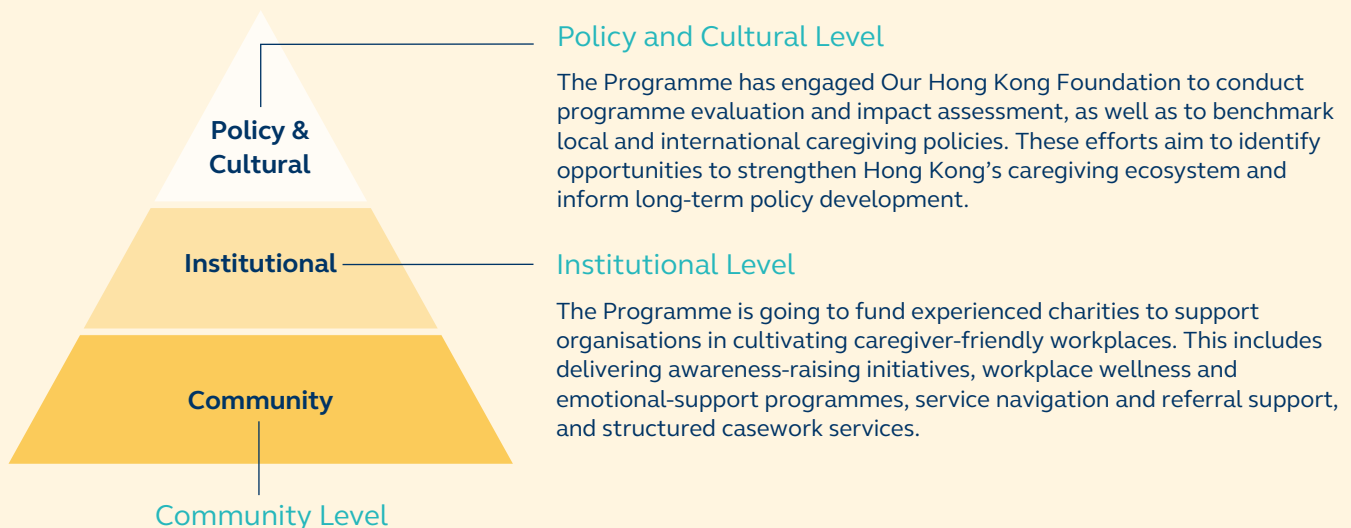 Policy and Cultural Level
The Programme has engaged Our Hong Kong Foundation to conduct
programme evaluation and impact assessment, as well as to benchmark
local and international caregiving policies. These efforts aim to identify
opportunities to strengthen Hong Kong’s caregiving ecosystem and
inform long-term policy development.
Policy &
Cultural
Institutional Level
Institutional
The Programme is going to fund experienced charities to support
organisations in cultivating caregiver-friendly workplaces. This includes
delivering awareness-raising initiatives, workplace wellness and
emotional-support programmes, service navigation and referral support,
and structured casework services.
Community
Community Level